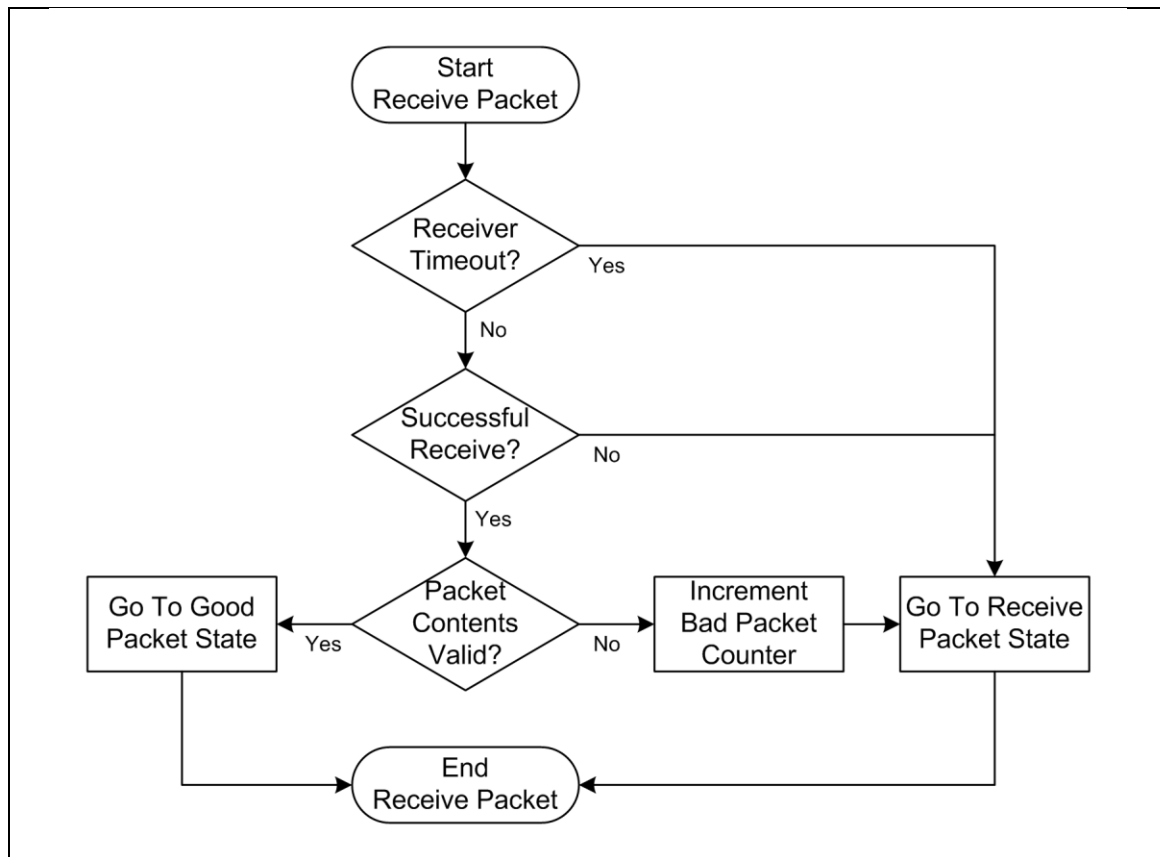 Start
Receive Packet
Receiver
Timeout?
Yes
No
Successful
Receive?
No
Yes
Go To Good
Packet State
Yes
Packet
Contents
Valid?
No
Increment
Bad Packet
Counter
Go To Receive
Packet State
End
Receive Packet